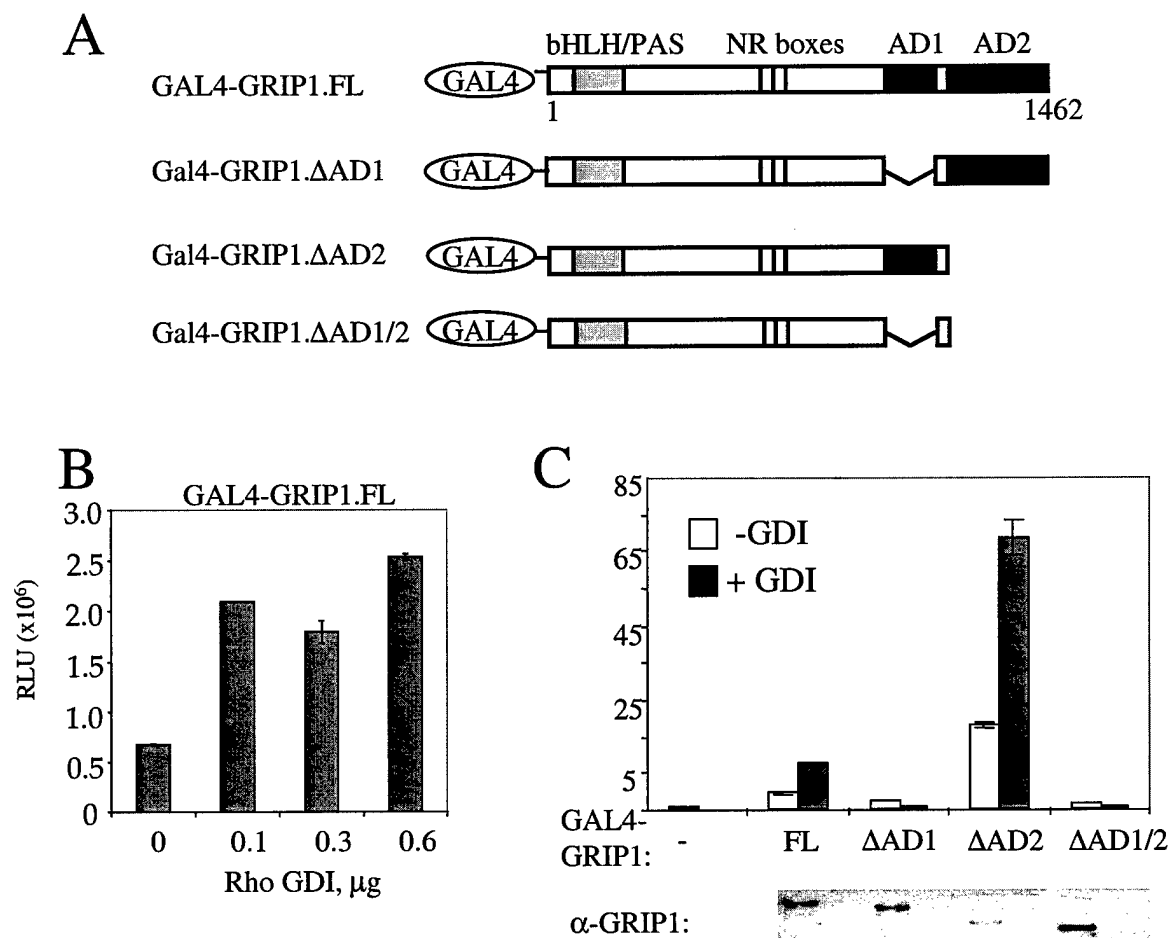 A
bHLH/PAS NR boxes AD1 AD2
GAL4-GRIP1.FL GAL4
1 1462
Gal4-GRIP1.ΔAD1 GAL4
Gal4-GRIP1.ΔAD2 GAL4
Gal4-GRIP1.ΔAD1/2 GAL4
B
GAL4-GRIP1.FL
RLU (x10⁶)
3.0
2.5
2.0
1.5
1.0
0.5
0
0 0.1 0.3 0.6
Rho GDI, µg
C
85
65
45
25
5
-GDI
+ GDI
GAL4-
GRIP1: - FL ΔAD1 ΔAD2 ΔAD1/2
α-GRIP1: